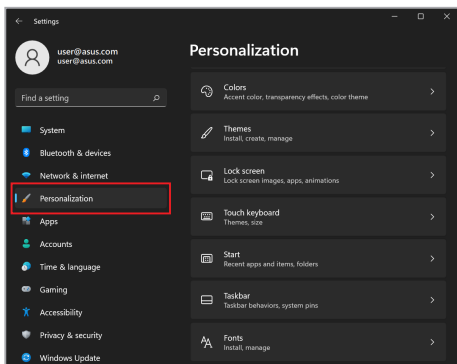 Settings
user@asus.com
user@asus.com
Find a setting
System
Bluetooth & devices
Network & internet
Personalization
Apps
Accounts
Time & language
Gaming
Accessibility
Privacy & security
Windows Update
Personalization
Colors
Accent color, transparency effects, color theme
Themes
Install, create, manage
Lock screen
Lock screen images, apps, animations
Touch keyboard
Themes, size
Start
Recent apps and items, folders
Taskbar
Taskbar behaviors, system pins
Fonts
Install, manage